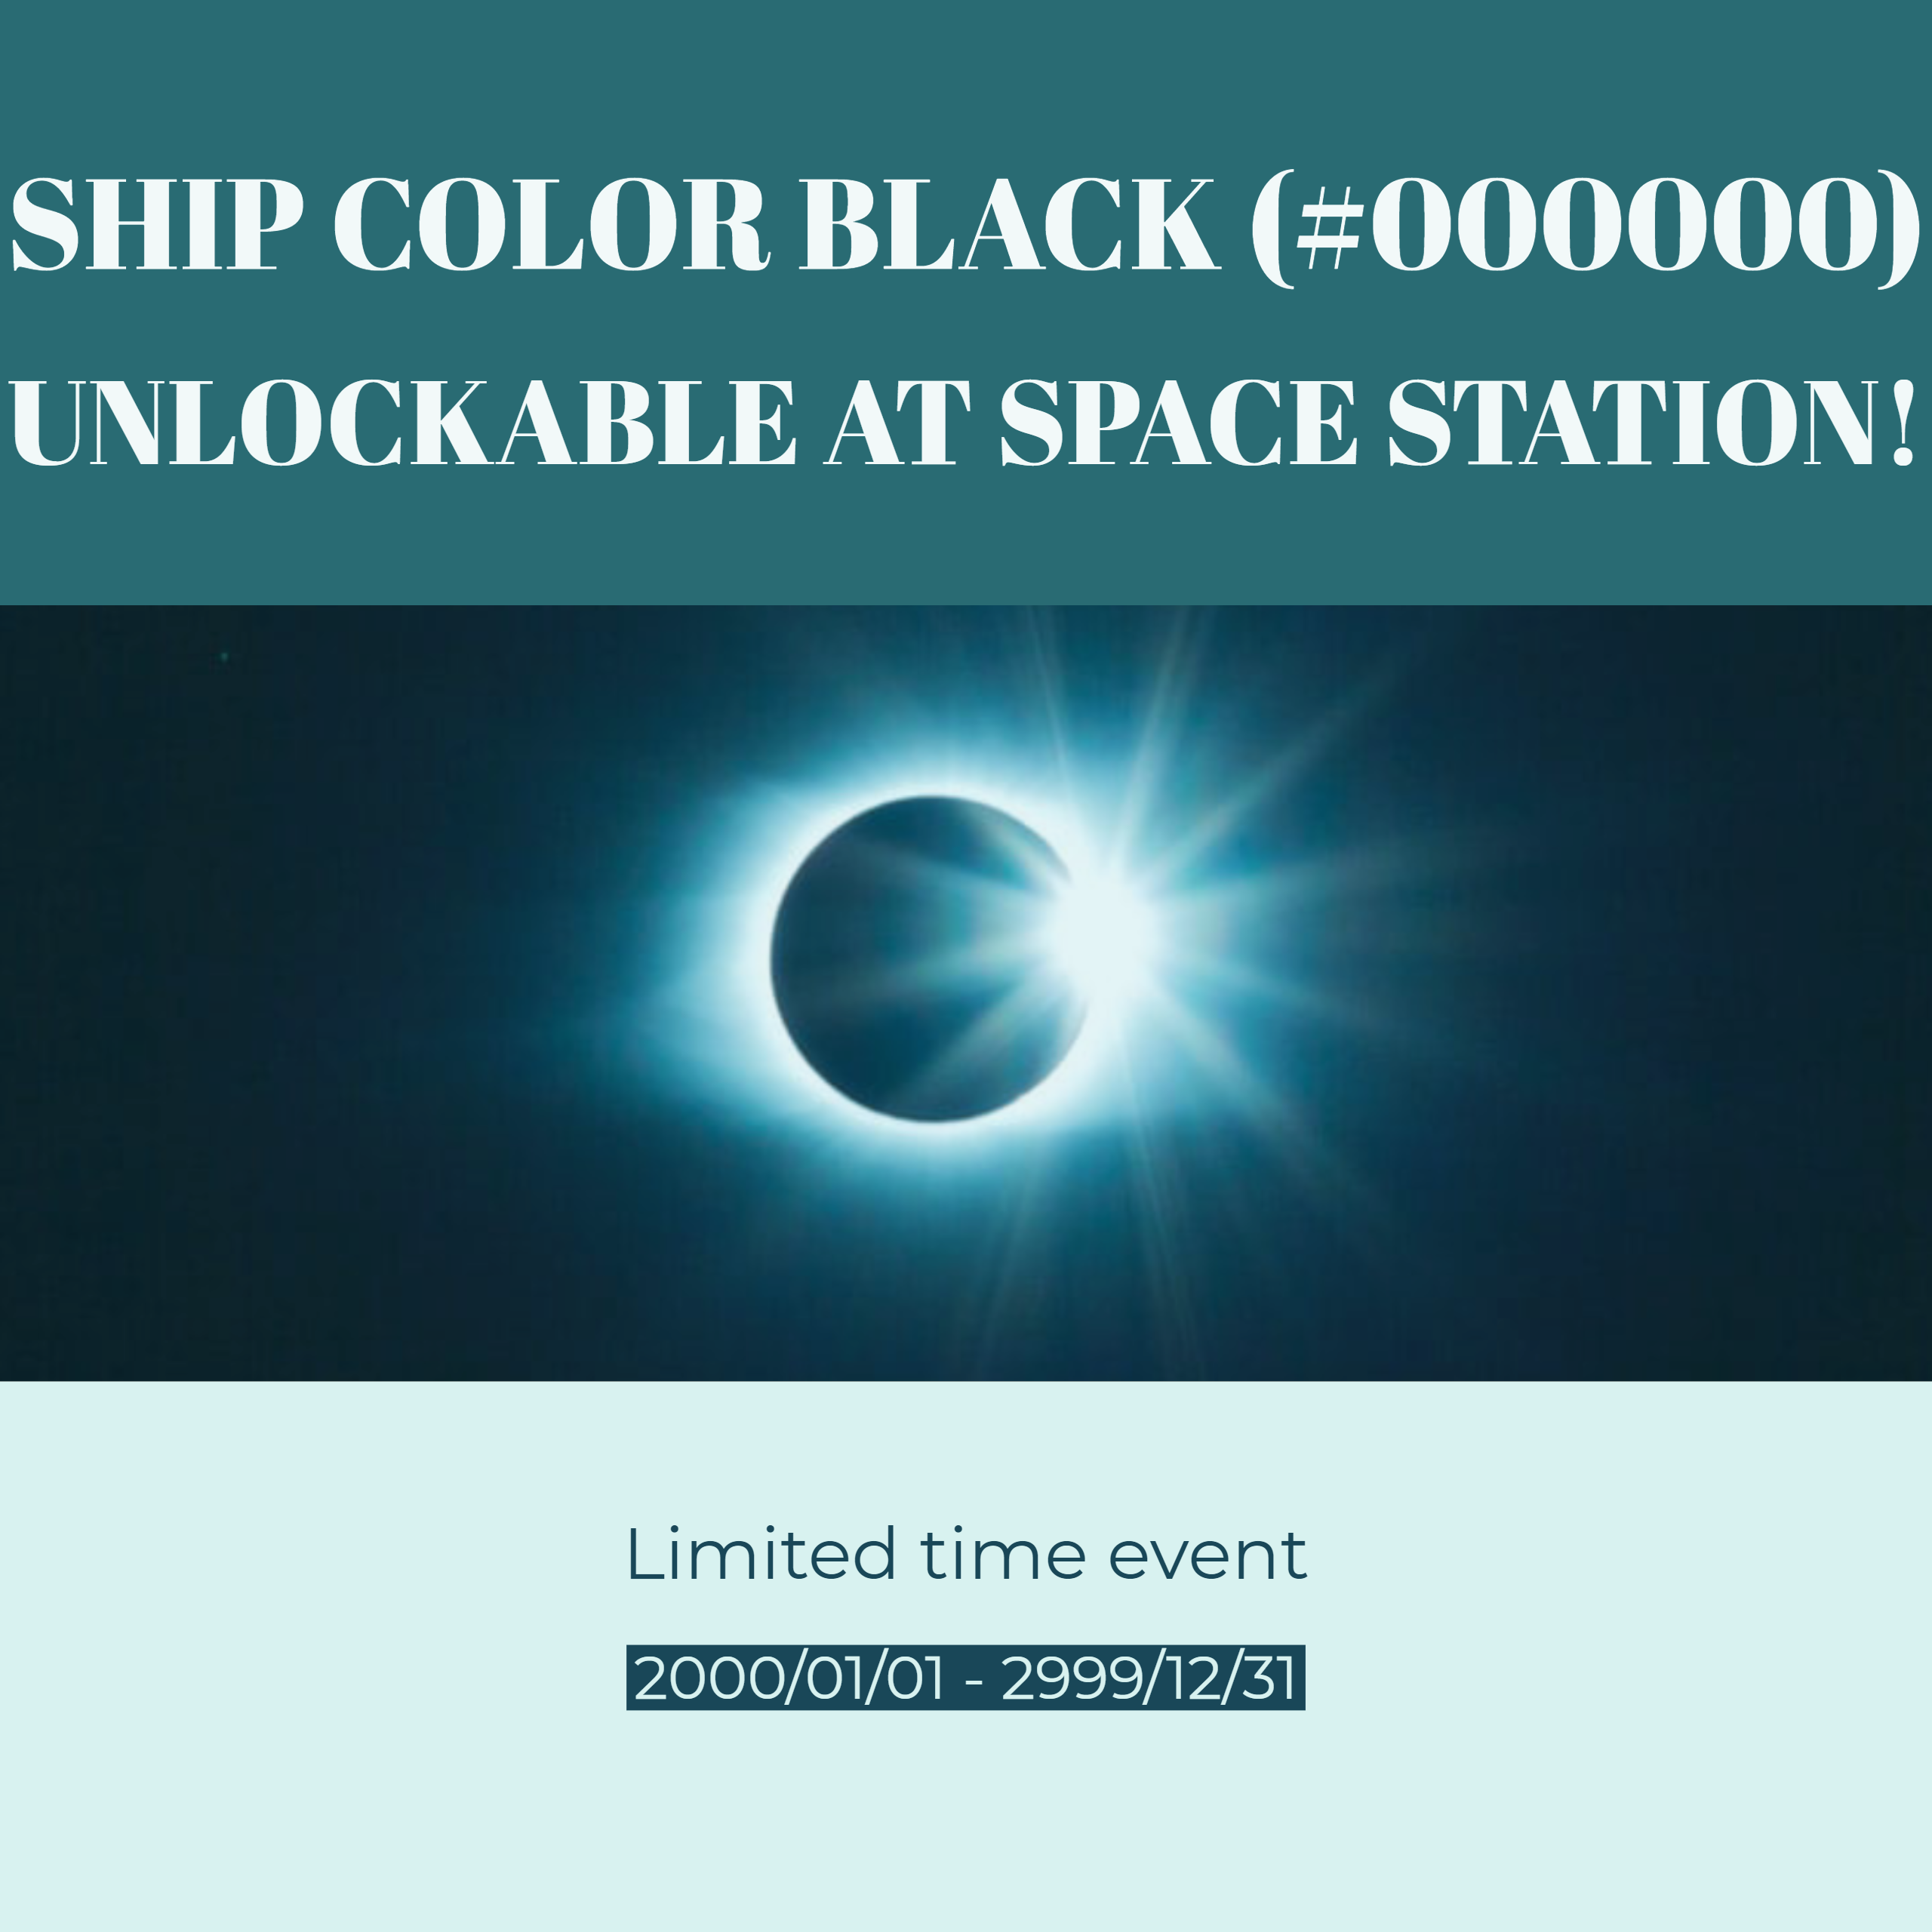 SHIP COLOR BLACK (#000000)
UNLOCKABLE AT SPACE STATION!
Limited time event
2000/01/01 - 2999/12/31